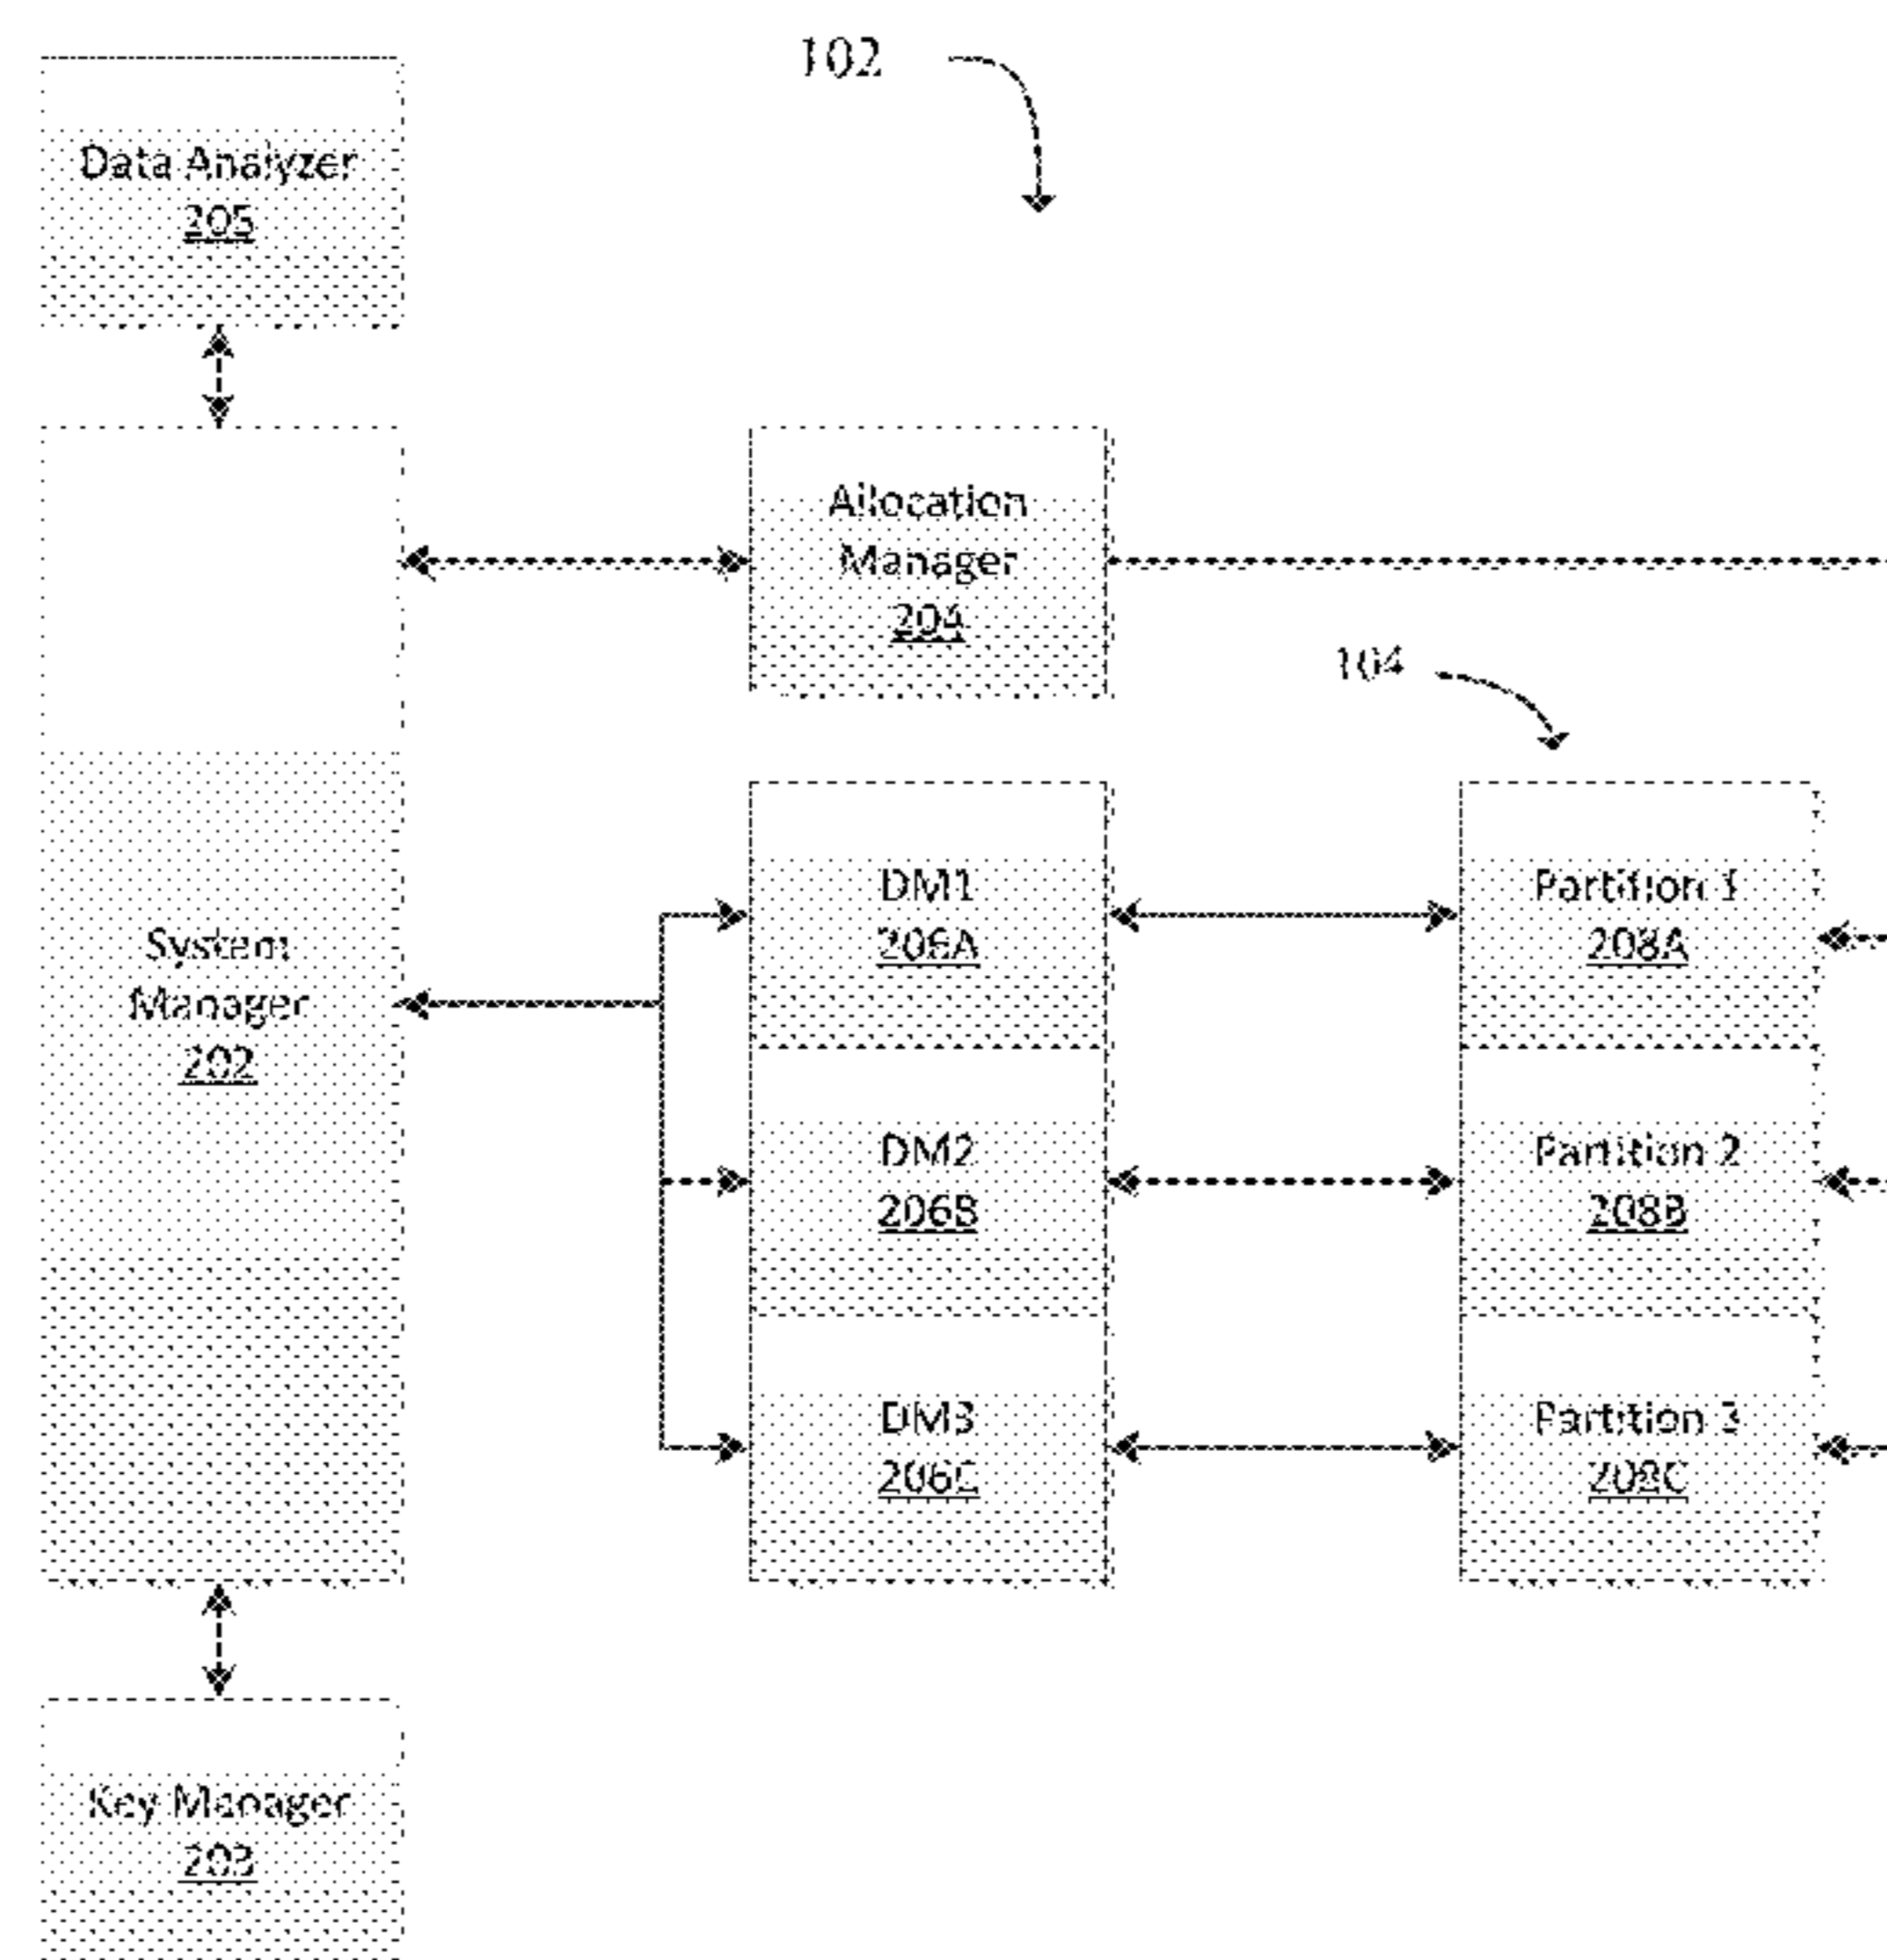 102
Data Analyzer
205
Allocation
Manager
204
104
System
Manager
202
DM1
206A
Partition 1
208A
DM2
206B
Partition 2
208B
DM3
206C
Partition 3
208C
Key Manager
203